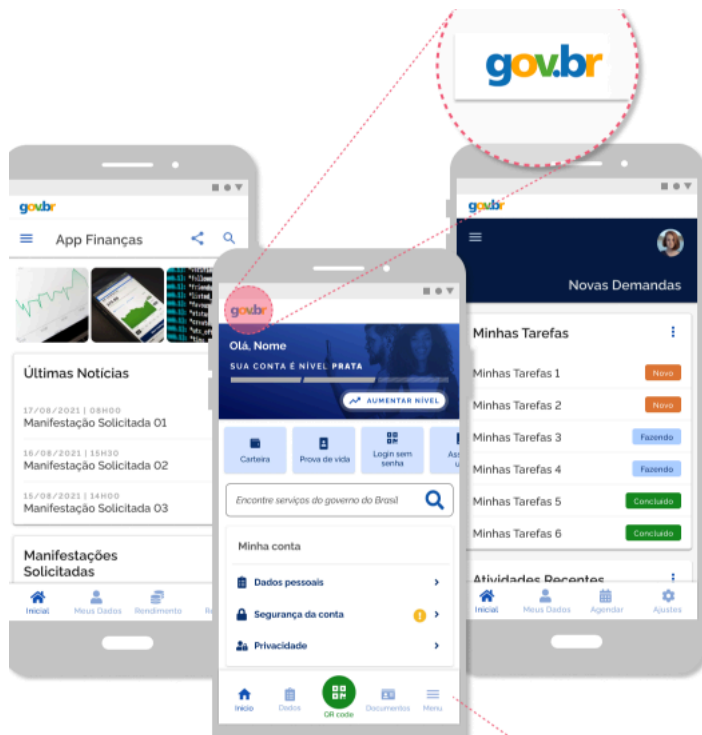 gov.br
gov.br
App Finanças
Últimas Notícias
17/08/2021 | 08H00
Manifestação Solicitada 01
16/08/2021 | 15H30
Manifestação Solicitada 02
15/08/2021 | 14H00
Manifestação Solicitada 03
Manifestações
Solicitadas
Inicial
Meus Dados
Rendimento
gov.br
Olá, Nome
SUA CONTA É NÍVEL PRATA
AUMENTAR NÍVEL
Carteira
Prova de vida
Login sem
senha
Encontre serviços do governo do Brasil
Minha conta
Dados pessoais
Segurança da conta
Privacidade
Início
Dados
QR code
Documentos
Menu
gov.br
Novas Demandas
Minhas Tarefas
Minhas Tarefas 1 Novo
Minhas Tarefas 2 Novo
Minhas Tarefas 3 Fazendo
Minhas Tarefas 4 Fazendo
Minhas Tarefas 5 Concluído
Minhas Tarefas 6 Concluído
Atividades Recentes
Inicial
Meus Dados
Agendar
Ajustes